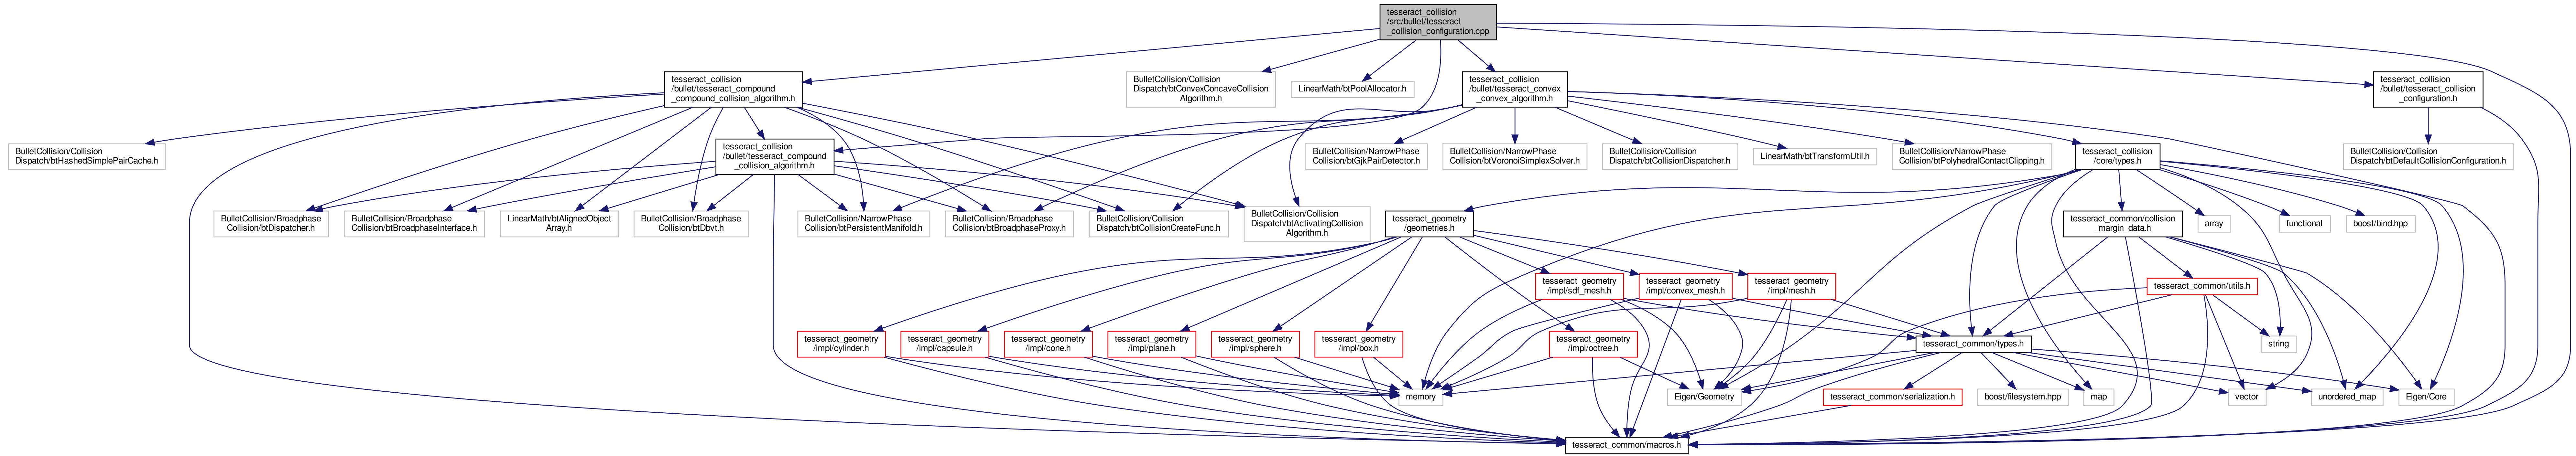 tesseract_collision
/src/bullet/tesseract
_collision_configuration.cpp
tesseract_collision
/bullet/tesseract_compound
_compound_collision_algorithm.h
BulletCollision/Collision
Dispatch/btConvexConcaveCollision
Algorithm.h
LinearMath/btPoolAllocator.h
tesseract_collision
/bullet/tesseract_convex
_convex_algorithm.h
tesseract_collision
/bullet/tesseract_collision
_configuration.h
BulletCollision/Collision
Dispatch/btHashedSimplePairCache.h
tesseract_collision
/bullet/tesseract_compound
_collision_algorithm.h
BulletCollision/NarrowPhase
Collision/btGjkPairDetector.h
BulletCollision/NarrowPhase
Collision/btVoronoiSimplexSolver.h
BulletCollision/Collision
Dispatch/btCollisionDispatcher.h
LinearMath/btTransformUtil.h
BulletCollision/NarrowPhase
Collision/btPolyhedralContactClipping.h
tesseract_collision
/core/types.h
BulletCollision/Collision
Dispatch/btDefaultCollisionConfiguration.h
BulletCollision/Broadphase
Collision/btDispatcher.h
BulletCollision/Broadphase
Collision/btBroadphaseInterface.h
LinearMath/btAlignedObject
Array.h
BulletCollision/Broadphase
Collision/btDbvt.h
BulletCollision/NarrowPhase
Collision/btPersistentManifold.h
BulletCollision/Broadphase
Collision/btBroadphaseProxy.h
BulletCollision/Collision
Dispatch/btCollisionCreateFunc.h
BulletCollision/Collision
Dispatch/btActivatingCollision
Algorithm.h
tesseract_geometry
/geometries.h
tesseract_common/collision
_margin_data.h
array
functional
boost/bind.hpp
tesseract_geometry
/impl/sdf_mesh.h
tesseract_geometry
/impl/convex_mesh.h
tesseract_geometry
/impl/mesh.h
tesseract_common/utils.h
tesseract_geometry
/impl/cylinder.h
tesseract_geometry
/impl/capsule.h
tesseract_geometry
/impl/cone.h
tesseract_geometry
/impl/plane.h
tesseract_geometry
/impl/sphere.h
tesseract_geometry
/impl/box.h
tesseract_geometry
/impl/octree.h
tesseract_common/types.h
string
memory
Eigen/Geometry
tesseract_common/serialization.h
boost/filesystem.hpp
map
vector
unordered_map
Eigen/Core
tesseract_common/macros.h